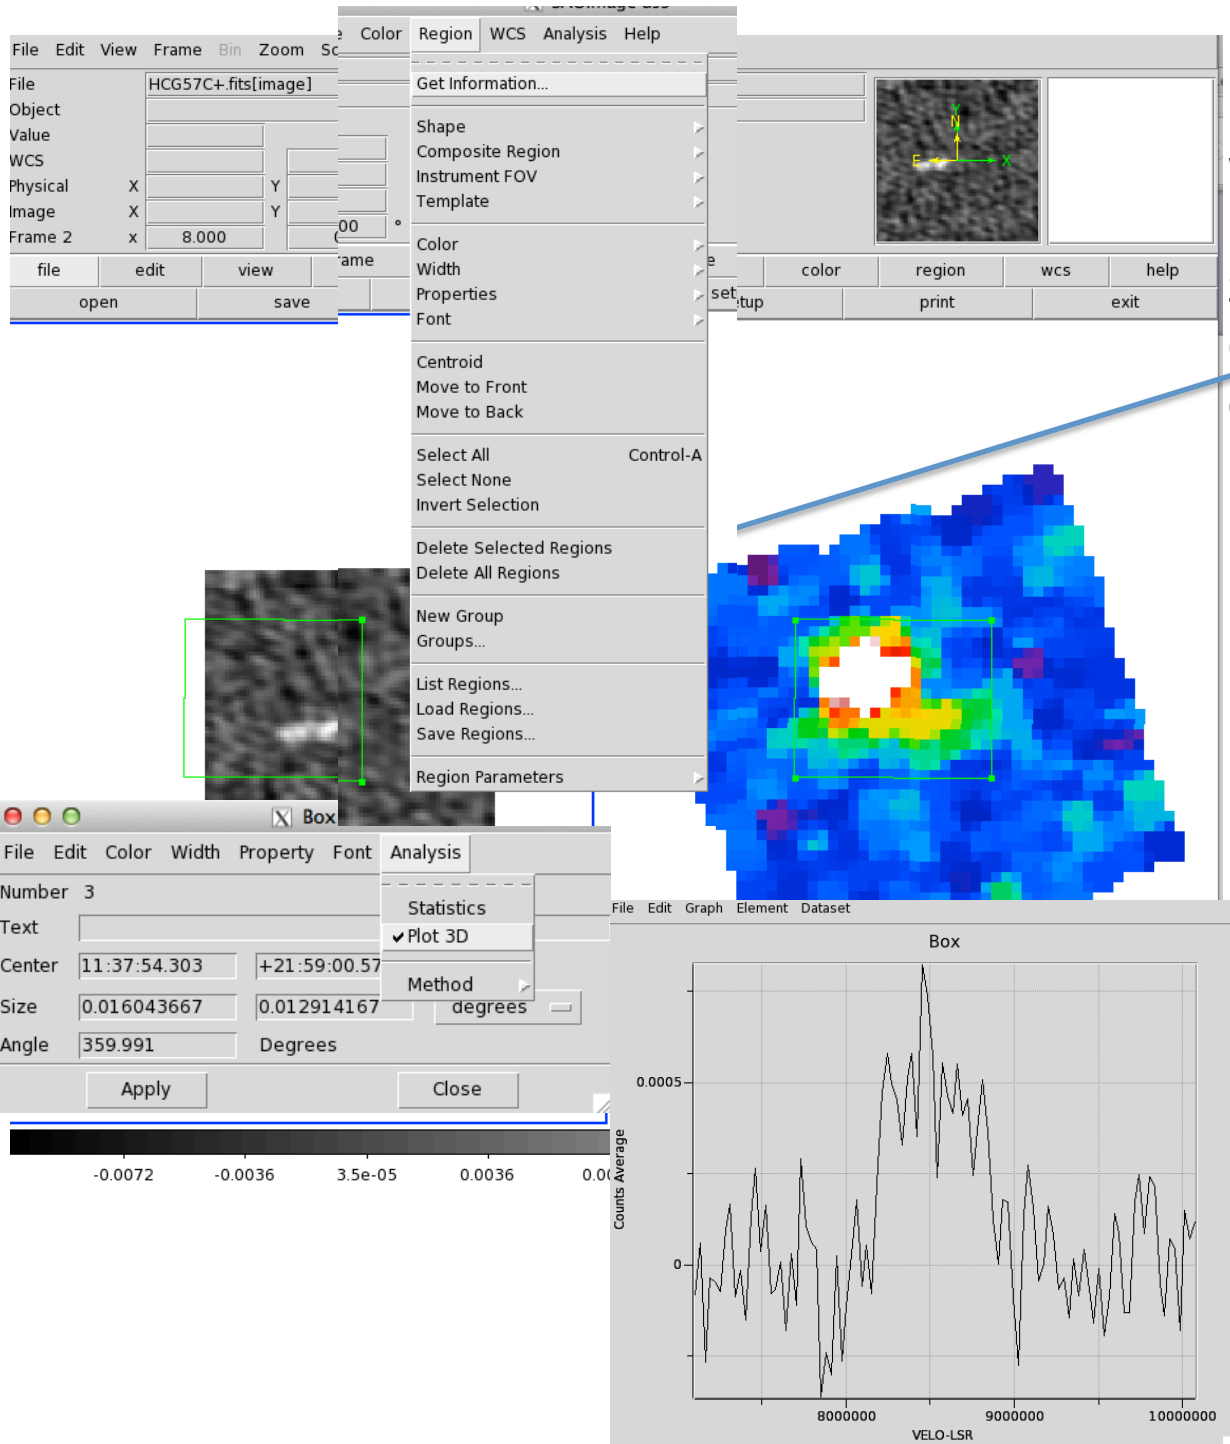 File Edit View Frame Bin Zoom
Color Region WCS Analysis Help
File HCG57C+.fits[image]
Object
Value
WCS
Physical X Y
Image X Y
Frame 2 x 8.000
°
file edit view
color region wcs help
open save
print exit
Get Information...
Shape
Composite Region
Instrument FOV
Template
Color
Width
Properties
Font
Centroid
Move to Front
Move to Back
Select All Control-A
Select None
Invert Selection
Delete Selected Regions
Delete All Regions
New Group
Groups...
List Regions...
Load Regions...
Save Regions...
Region Parameters
Y
N
E X
X Box
File Edit Color Width Property Font Analysis
Number 3
Text
Center 11:37:54.303 +21:59:00.57
Size 0.016043667 0.012914167 degrees
Angle 359.991 Degrees
Apply Close
Statistics
Plot 3D
Method
-0.0072 -0.0036 3.5e-05 0.0036
File Edit Graph Element Dataset
Box
0.0005
0
Counts Average
8000000 9000000 10000000
VELO-LSR